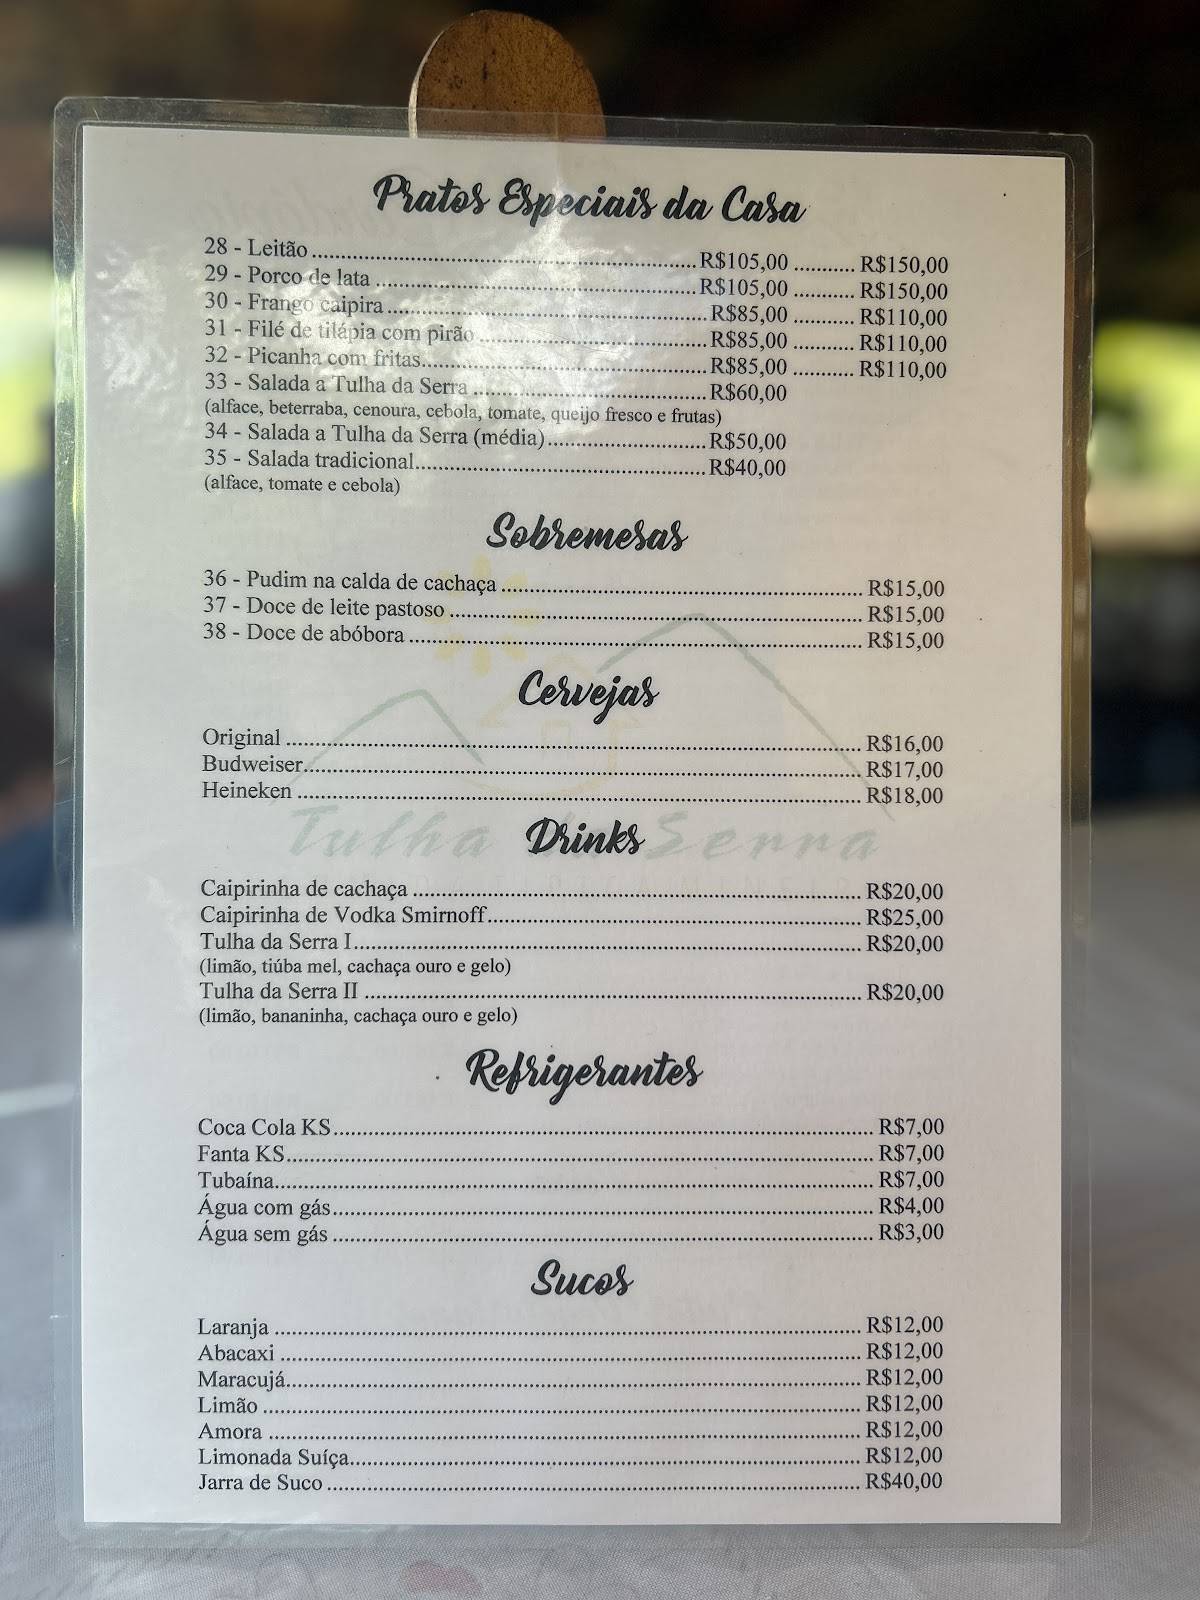 Pratos Especiais da Casa
28 - Leitão ........ R$105,00 ........... R$150,00
29 - Porco de lata ........ R$105,00 ........... R$150,00
30 - Frango caipira ........ R$85,00 ........... R$110,00
31 - Filé de tilápia com pirão ........ R$85,00 ........... R$110,00
32 - Picanha com fritas ........ R$85,00 ........... R$110,00
33 - Salada a Tulha da Serra ........ R$60,00
(alface, beterraba, cenoura, cebola, tomate, queijo fresco e frutas)
34 - Salada a Tulha da Serra (média) ........ R$50,00
35 - Salada tradicional ........ R$40,00
(alface, tomate e cebola)
Sobremesas
36 - Pudim na calda de cachaça ........ R$15,00
37 - Doce de leite pastoso ........ R$15,00
38 - Doce de abóbora ........ R$15,00
Cervejas
Original ........ R$16,00
Budweiser ........ R$17,00
Heineken ........ R$18,00
Tulha da Serra
Drinks
Caipirinha de cachaça ........ R$20,00
Caipirinha de Vodka Smirnoff ........ R$25,00
Tulha da Serra I ........ R$20,00
(limão, tiúba mel, cachaça ouro e gelo)
Tulha da Serra II ........ R$20,00
(limão, bananinha, cachaça ouro e gelo)
Refrigerantes
Coca Cola KS ........ R$7,00
Fanta KS ........ R$7,00
Tubaína ........ R$7,00
Água com gás ........ R$4,00
Água sem gás ........ R$3,00
Sucos
Laranja ........ R$12,00
Abacaxi ........ R$12,00
Maracujá ........ R$12,00
Limão ........ R$12,00
Amora ........ R$12,00
Limonada Suíça ........ R$12,00
Jarra de Suco ........ R$40,00